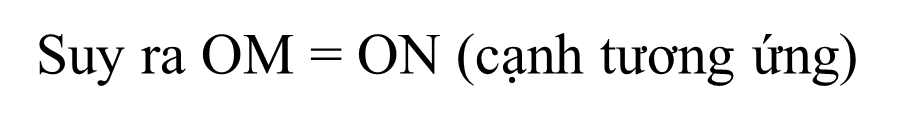 Suy ra OM = ON (cạnh tương ứng)